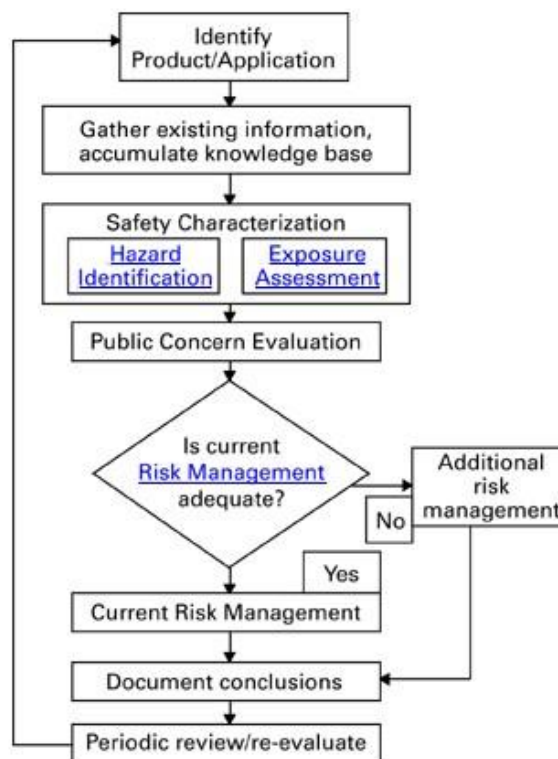 Identify
Product/Application
Gather existing information,
accumulate knowledge base
Safety Characterization
Hazard
Identification
Exposure
Assessment
Public Concern Evaluation
Is current
Risk Management
adequate?
Additional
risk
management
No
Yes
Current Risk Management
Document conclusions
Periodic review/re-evaluate